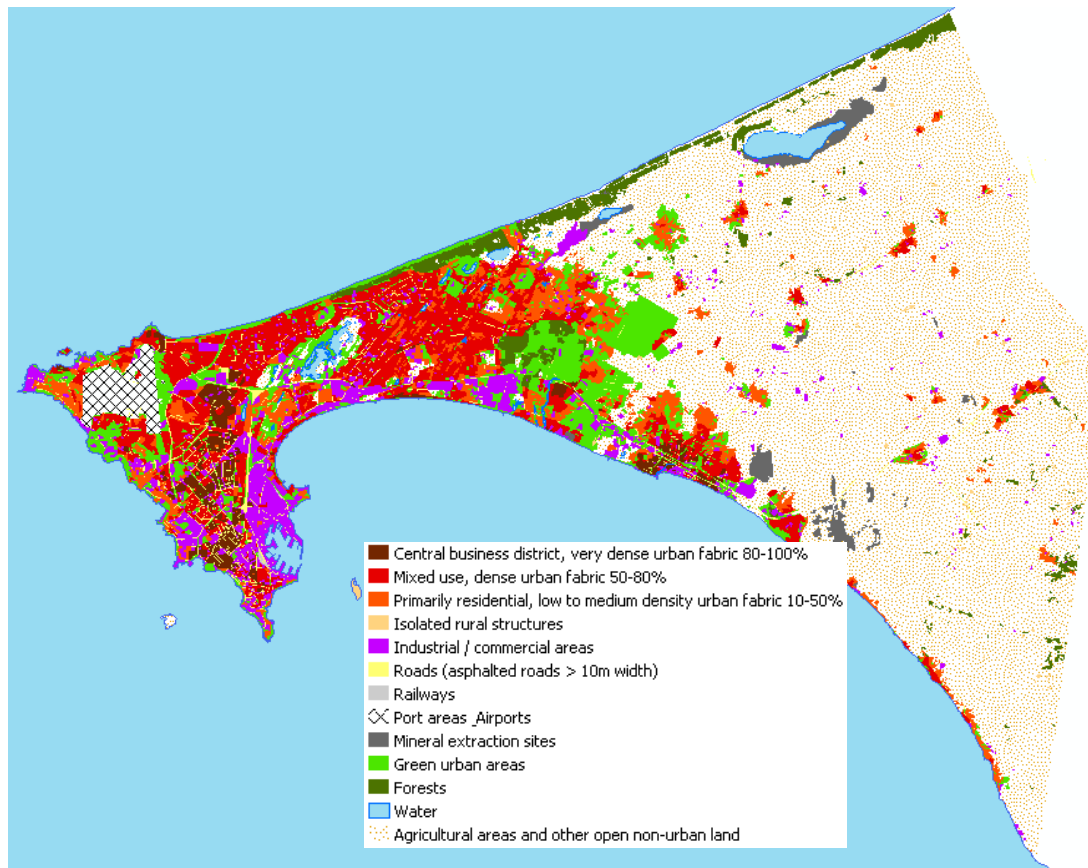 Central business district, very dense urban fabric 80-100%
Mixed use, dense urban fabric 50-80%
Primarily residential, low to medium density urban fabric 10-50%
Isolated rural structures
Industrial / commercial areas
Roads (asphalted roads > 10m width)
Railways
Port areas _Airports
Mineral extraction sites
Green urban areas
Forests
Water
Agricultural areas and other open non-urban land